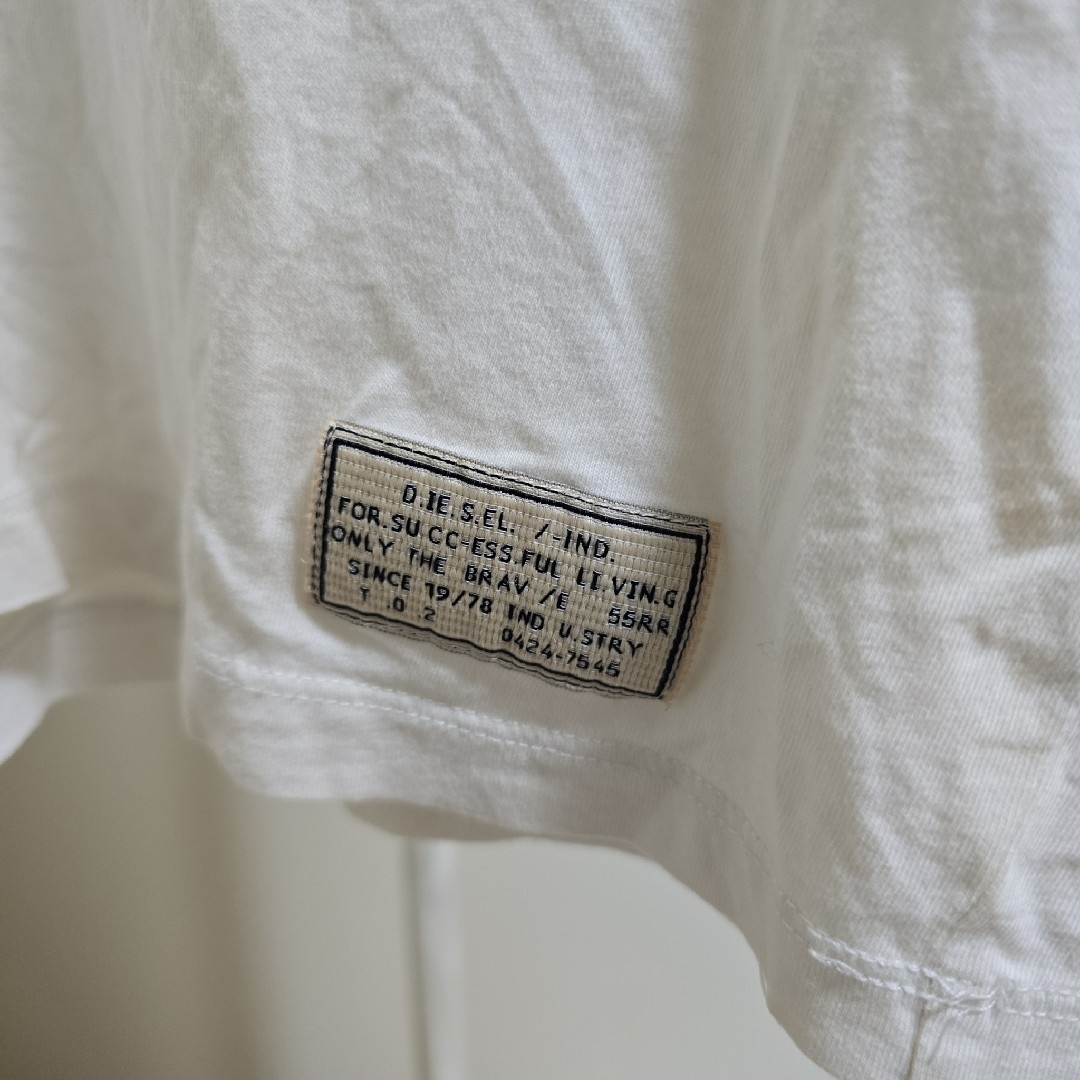 D.IE.S.EL. /-IND.
FOR.SU CC-ESS.FUL LI.VIN.G
ONLY THE BRAV /E 55RR
SINCE 19/78 IND U.STRY
T .0 2 0424-7545